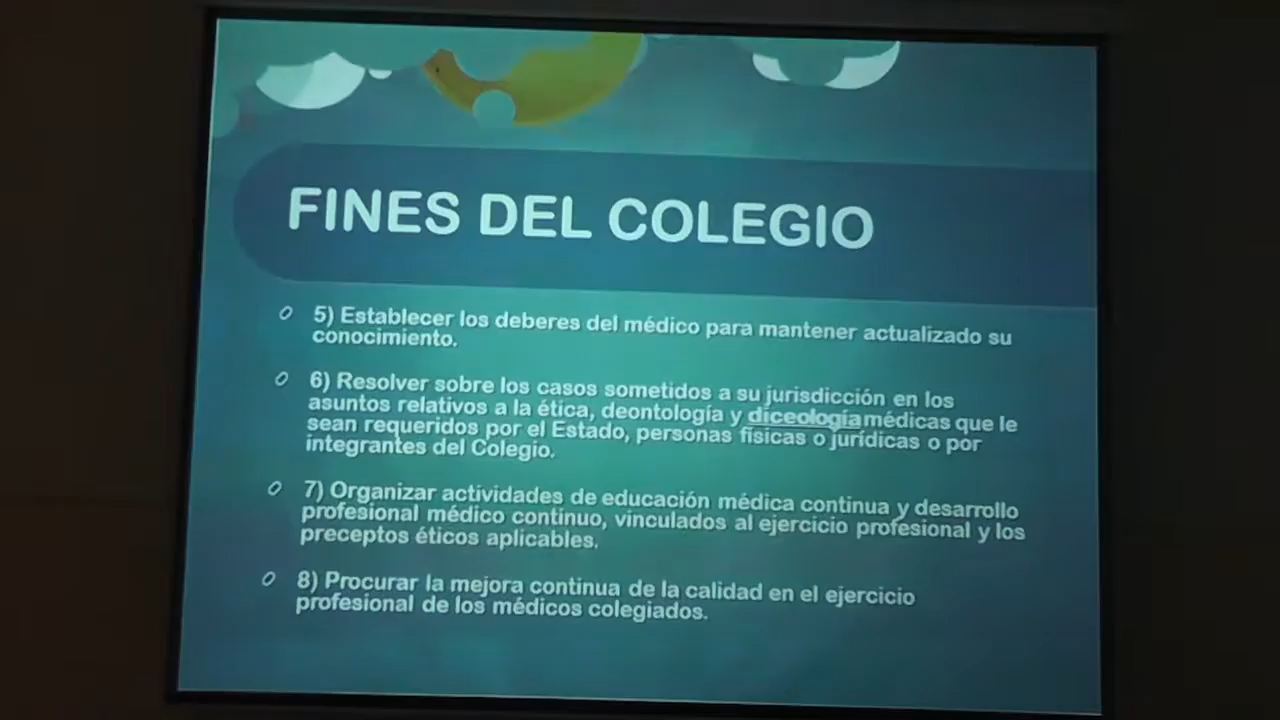 FINES DEL COLEGIO
5) Establecer los deberes del médico para mantener actualizado su
conocimiento.
6) Resolver sobre los casos sometidos a su jurisdicción en los
asuntos relativos a la ética, deontología y diceología médicas que le
sean requeridos por el Estado, personas físicas o jurídicas o por
integrantes del Colegio.
7) Organizar actividades de educación médica continua y desarrollo
profesional médico continuo, vinculados al ejercicio profesional y los
preceptos éticos aplicables.
8) Procurar la mejora continua de la calidad en el ejercicio
profesional de los médicos colegiados.